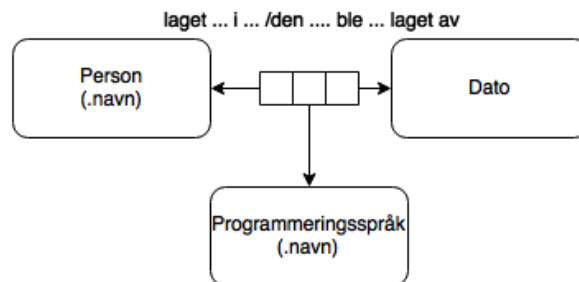 laget ... i ... /den .... ble ... laget av
Person
(.navn)
Dato
Programmeringsspråk
(.navn)